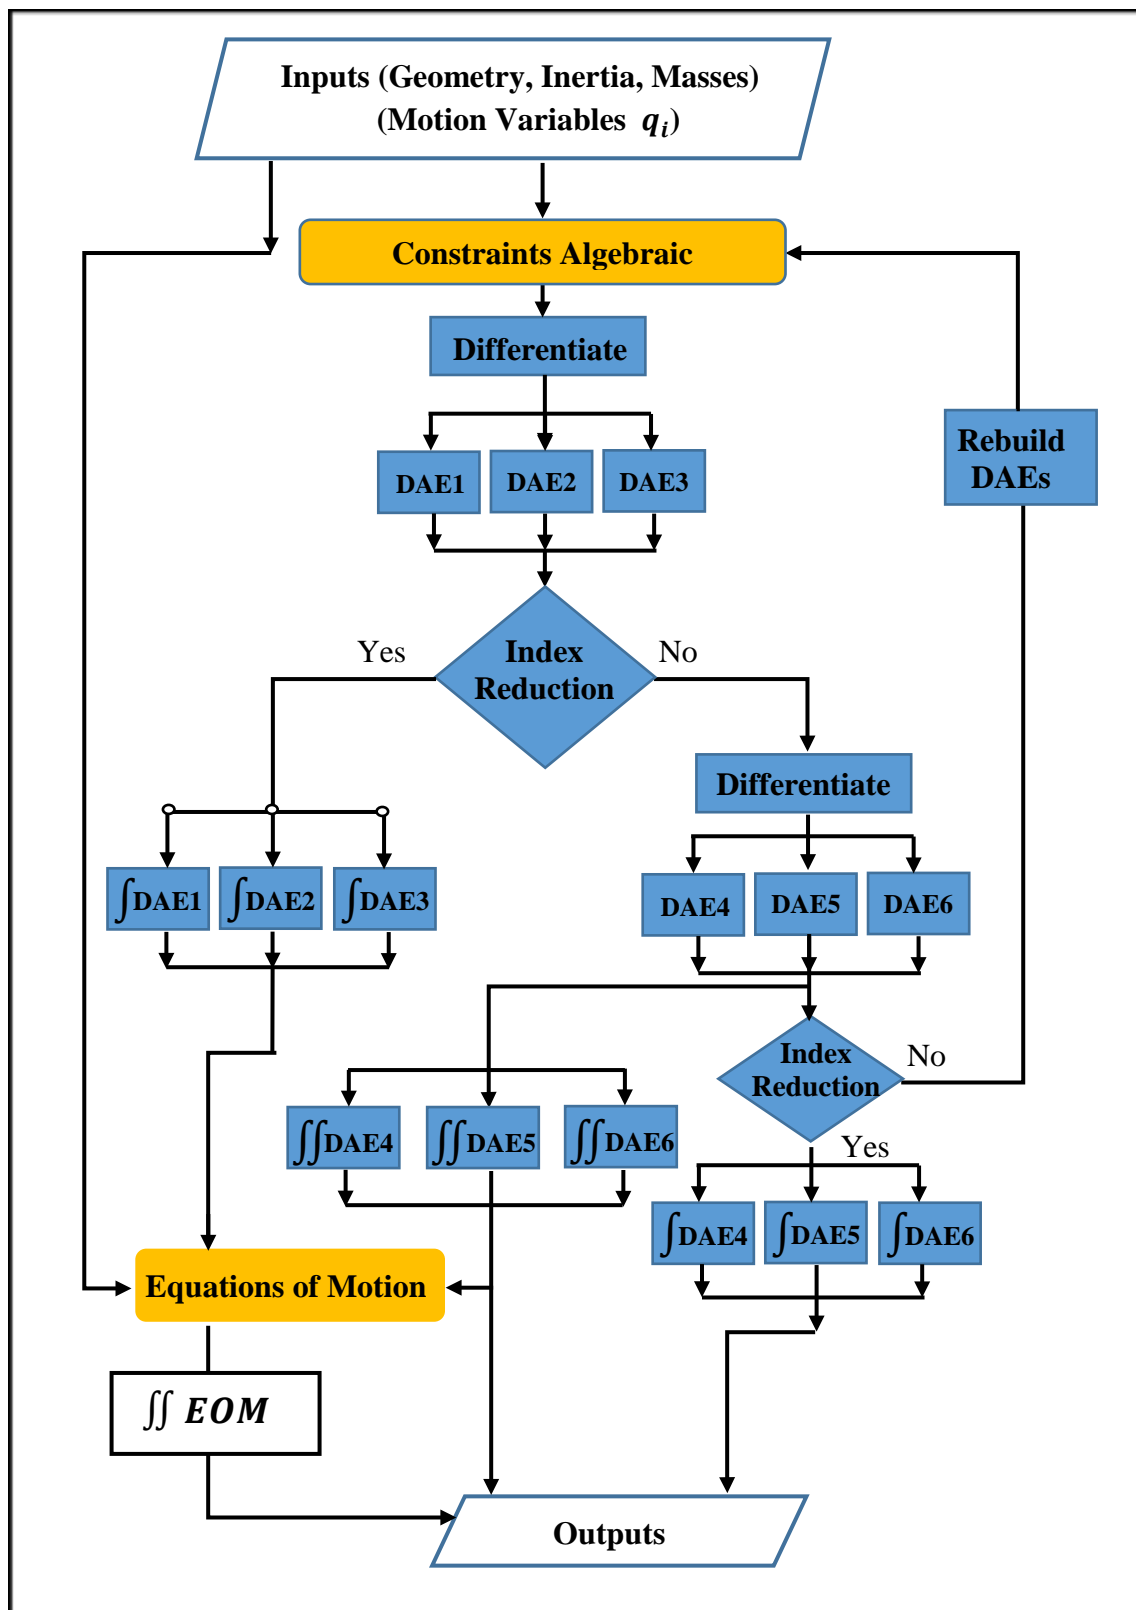 Inputs (Geometry, Inertia, Masses)
(Motion Variables q_i)
Constraints Algebraic
Differentiate
DAE1
DAE2
DAE3
Rebuild
DAEs
Yes
Index
Reduction
No
Differentiate
∫DAE1
∫DAE2
∫DAE3
DAE4
DAE5
DAE6
Index
Reduction
No
∬DAE4
∬DAE5
∬DAE6
Yes
∫DAE4
∫DAE5
∫DAE6
Equations of Motion
∬ EOM
Outputs